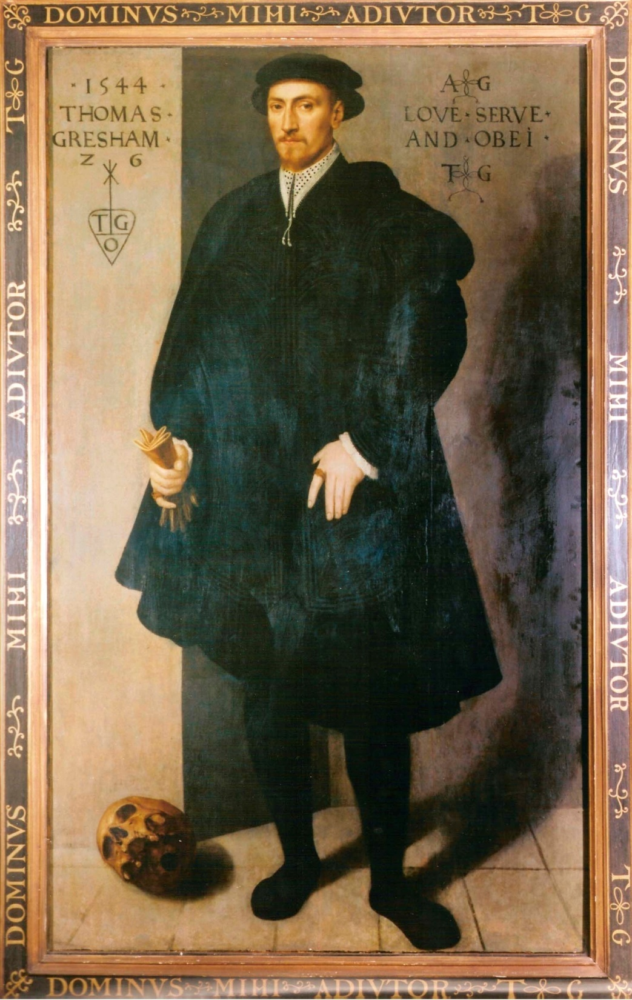 DOMINVS MIHI ADIVTOR T G
· 1544 ·
THOMAS ·
GRESHAM ·
26
T G
O
A G
LOVE · SERVE ·
AND · OBEI ·
T G
DOMINVS MIHI ADIVTOR T G
DOMINVS MIHI ADIVTOR T G
DOMINVS MIHI ADIVTOR T G